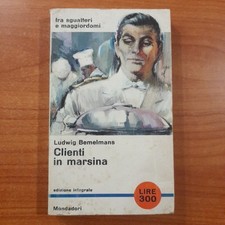 fra sguatteri
e maggiordomi
Ludwig Bemelmans
Clienti
in marsina
edizione integrale
LIRE
300
Mondadori